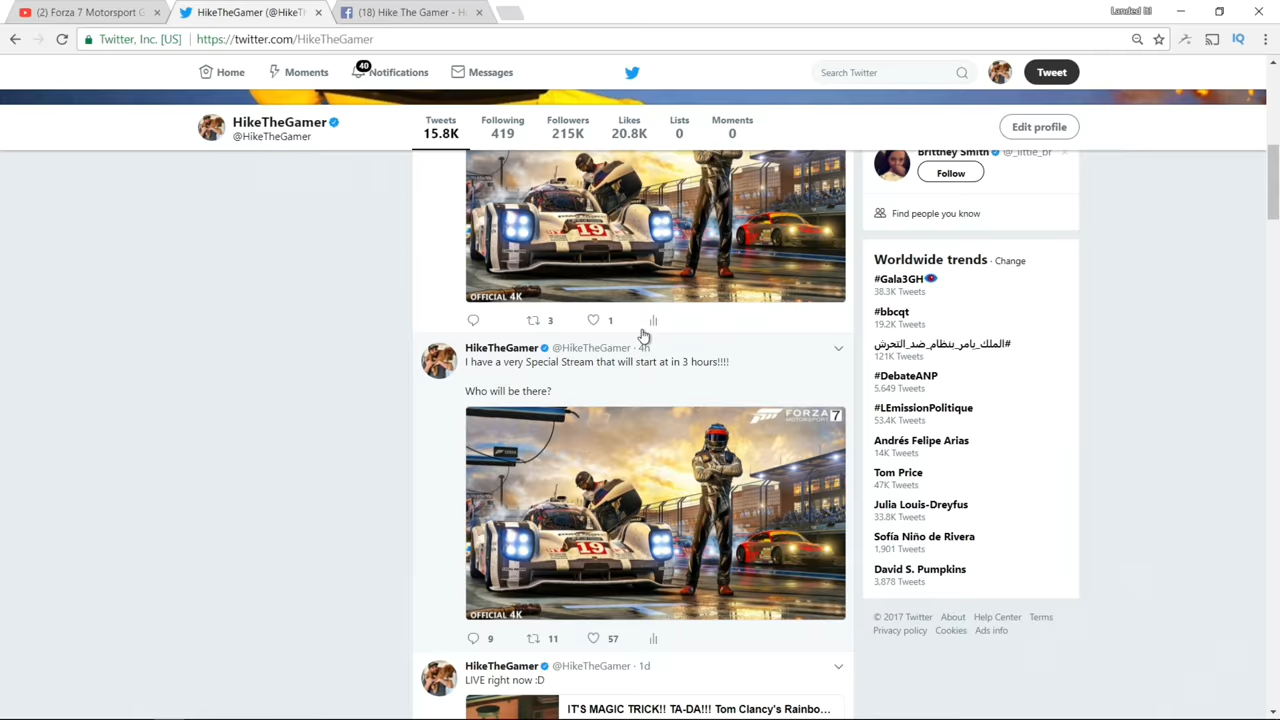 (2) Forza 7 Motorsport G
HikeTheGamer (@HikeTh
(18) Hike The Gamer - H
Landed It!
Twitter, Inc. [US]
https://twitter.com/HikeTheGamer
IQ
Home
Moments
40
Notifications
Messages
Search Twitter
Tweet
HikeTheGamer
@HikeTheGamer
Tweets
15.8K
Following
419
Followers
215K
Likes
20.8K
Lists
0
Moments
0
Edit profile
19
OFFICIAL 4K
3
1
HikeTheGamer @HikeTheGamer · 4h
I have a very Special Stream that will start at in 3 hours!!!!
Who will be there?
FORZA
MOTORSPORT 7
19
OFFICIAL 4K
9
11
57
HikeTheGamer @HikeTheGamer · 1d
LIVE right now :D
IT'S MAGIC TRICK!! TA-DA!!! Tom Clancy's Rainbo...
Brittney Smith @_little_br
Follow
Find people you know
Worldwide trends · Change
#Gala3GH
38.3K Tweets
#bbcqt
19.2K Tweets
#الملك_يامر_بنظام_ضد_التحرش
121K Tweets
#DebateANP
5,649 Tweets
#LEmissionPolitique
53.4K Tweets
Andrés Felipe Arias
14K Tweets
Tom Price
47K Tweets
Julia Louis-Dreyfus
33.8K Tweets
Sofía Niño de Rivera
1,901 Tweets
David S. Pumpkins
3,878 Tweets
© 2017 Twitter About Help Center Terms
Privacy policy Cookies Ads info